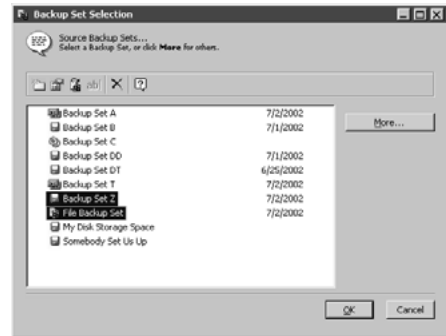 Backup Set Selection
Source Backup Sets...
Select a Backup Set, or click More for others.
ab
Backup Set A 7/2/2002
Backup Set B 7/1/2002
Backup Set C
Backup Set DD 7/1/2002
Backup Set DT 6/25/2002
Backup Set T 7/2/2002
Backup Set Z 7/2/2002
File Backup Set 7/2/2002
My Disk Storage Space
Somebody Set Us Up
More...
OK
Cancel